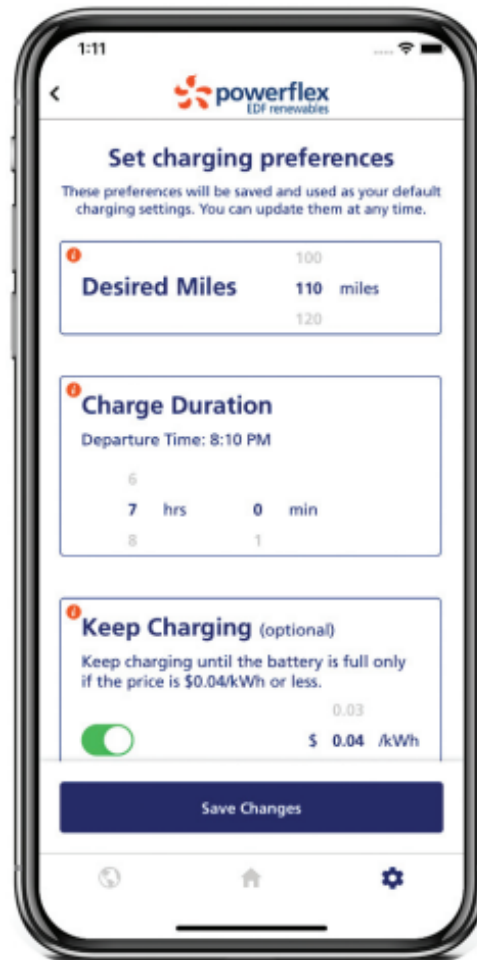 1:11
powerflex
EDF renewables
Set charging preferences
These preferences will be saved and used as your default
charging settings. You can update them at any time.
100
Desired Miles 110 miles
120
Charge Duration
Departure Time: 8:10 PM
6
7 hrs 0 min
8 1
Keep Charging (optional)
Keep charging until the battery is full only
if the price is $0.04/kWh or less.
0.03
$ 0.04 /kWh
Save Changes